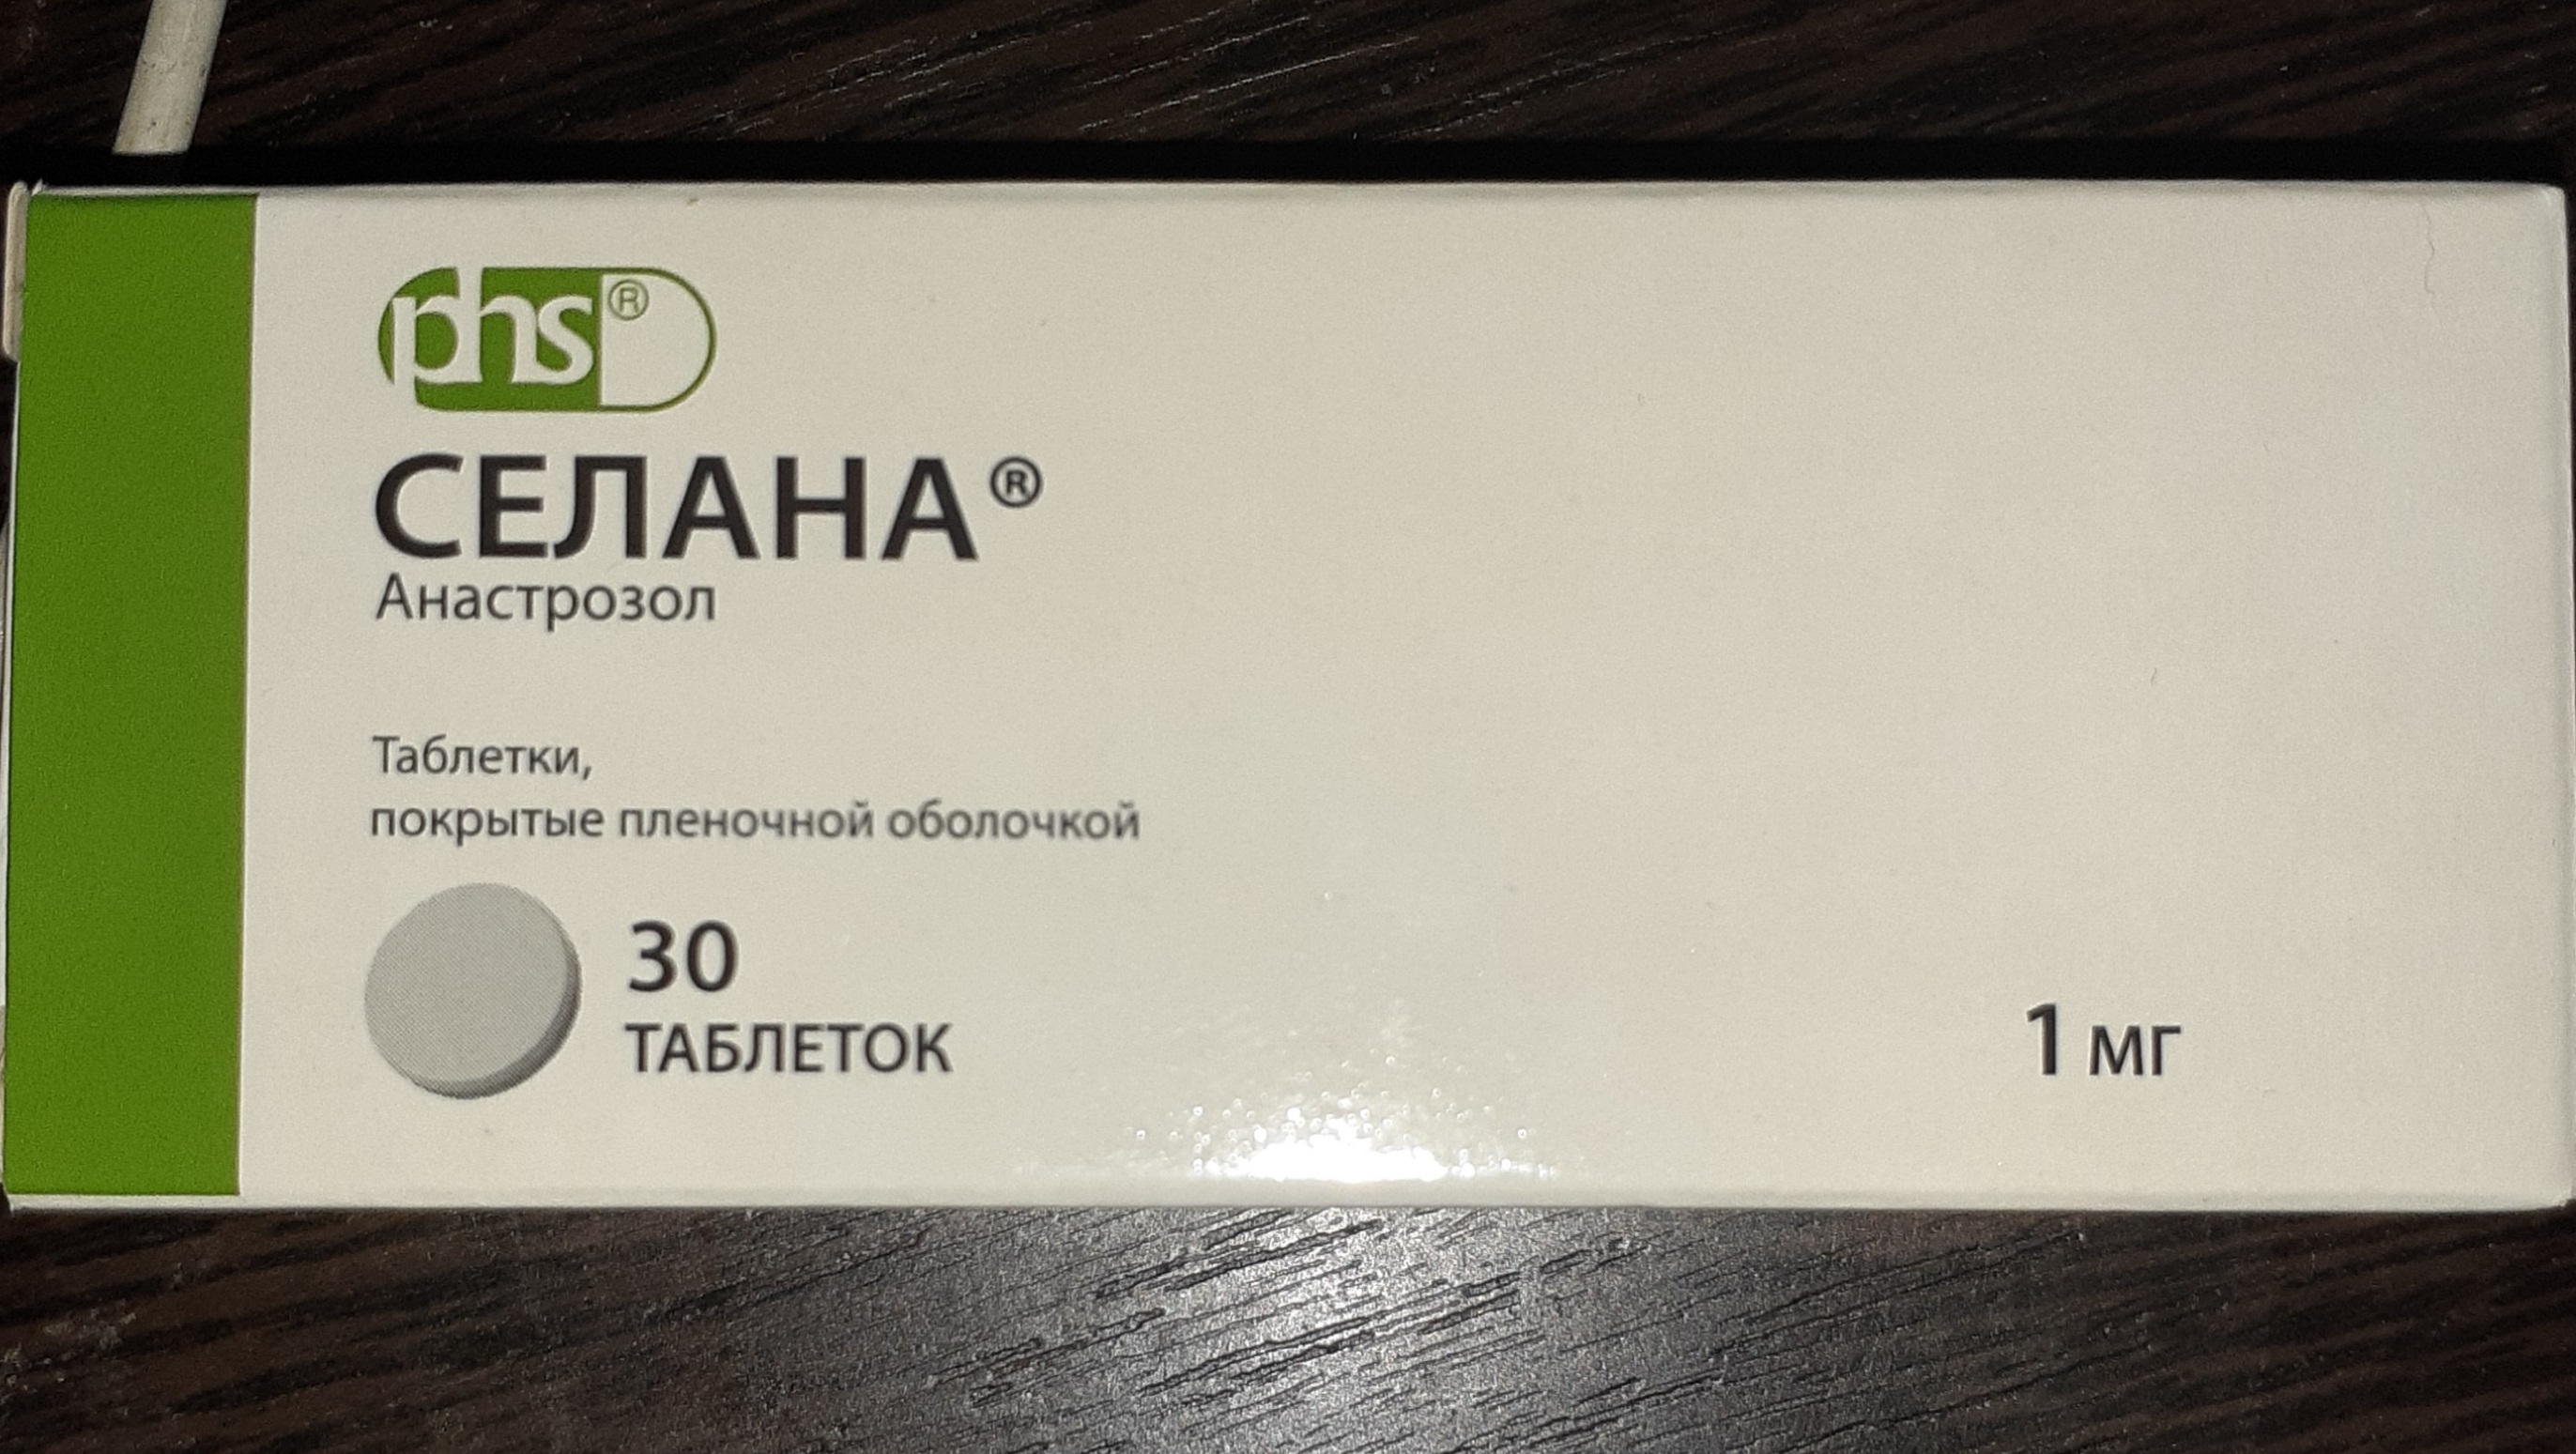 phs®
СЕЛАНА®
Анастрозол
Таблетки,
покрытые пленочной оболочкой
30
ТАБЛЕТОК
1 мг